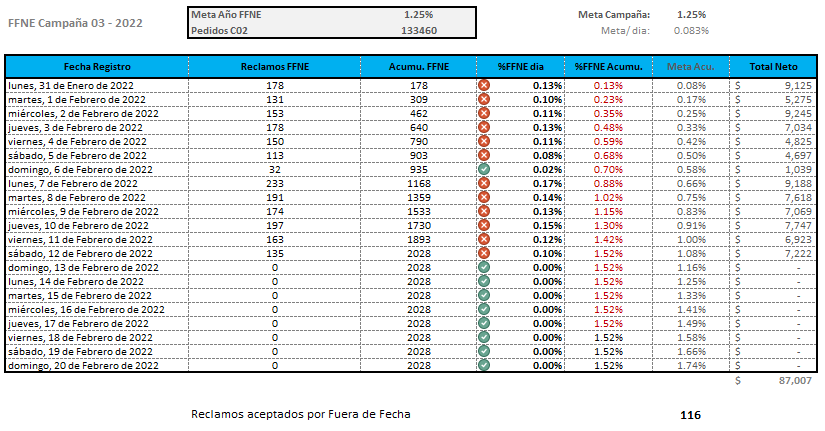 FFNE Campaña 03 - 2022
Meta Año FFNE 1.25%
Pedidos C02 133460
Meta Campaña: 1.25%
Meta/ dia: 0.083%
Fecha Registro Reclamos FFNE Acumu. FFNE %FFNE dia %FFNE Acumu. Meta Acu. Total Neto
lunes, 31 de Enero de 2022 178 178 0.13% 0.13% 0.08% $ 9,125
martes, 1 de Febrero de 2022 131 309 0.10% 0.23% 0.17% $ 5,275
miércoles, 2 de Febrero de 2022 153 462 0.11% 0.35% 0.25% $ 9,245
jueves, 3 de Febrero de 2022 178 640 0.13% 0.48% 0.33% $ 7,034
viernes, 4 de Febrero de 2022 150 790 0.11% 0.59% 0.42% $ 4,825
sábado, 5 de Febrero de 2022 113 903 0.08% 0.68% 0.50% $ 4,697
domingo, 6 de Febrero de 2022 32 935 0.02% 0.70% 0.58% $ 1,039
lunes, 7 de Febrero de 2022 233 1168 0.17% 0.88% 0.66% $ 9,188
martes, 8 de Febrero de 2022 191 1359 0.14% 1.02% 0.75% $ 7,618
miércoles, 9 de Febrero de 2022 174 1533 0.13% 1.15% 0.83% $ 7,069
jueves, 10 de Febrero de 2022 197 1730 0.15% 1.30% 0.91% $ 7,747
viernes, 11 de Febrero de 2022 163 1893 0.12% 1.42% 1.00% $ 6,923
sábado, 12 de Febrero de 2022 135 2028 0.10% 1.52% 1.08% $ 7,222
domingo, 13 de Febrero de 2022 0 2028 0.00% 1.52% 1.16% $ -
lunes, 14 de Febrero de 2022 0 2028 0.00% 1.52% 1.25% $ -
martes, 15 de Febrero de 2022 0 2028 0.00% 1.52% 1.33% $ -
miércoles, 16 de Febrero de 2022 0 2028 0.00% 1.52% 1.41% $ -
jueves, 17 de Febrero de 2022 0 2028 0.00% 1.52% 1.49% $ -
viernes, 18 de Febrero de 2022 0 2028 0.00% 1.52% 1.58% $ -
sábado, 19 de Febrero de 2022 0 2028 0.00% 1.52% 1.66% $ -
domingo, 20 de Febrero de 2022 0 2028 0.00% 1.52% 1.74% $ -
$ 87,007
Reclamos aceptados por Fuera de Fecha 116